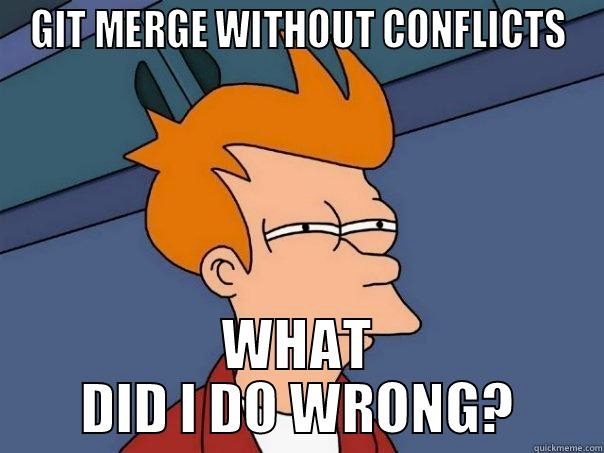 GIT MERGE WITHOUT CONFLICTS
WHAT
DID I DO WRONG?
quickmeme.com